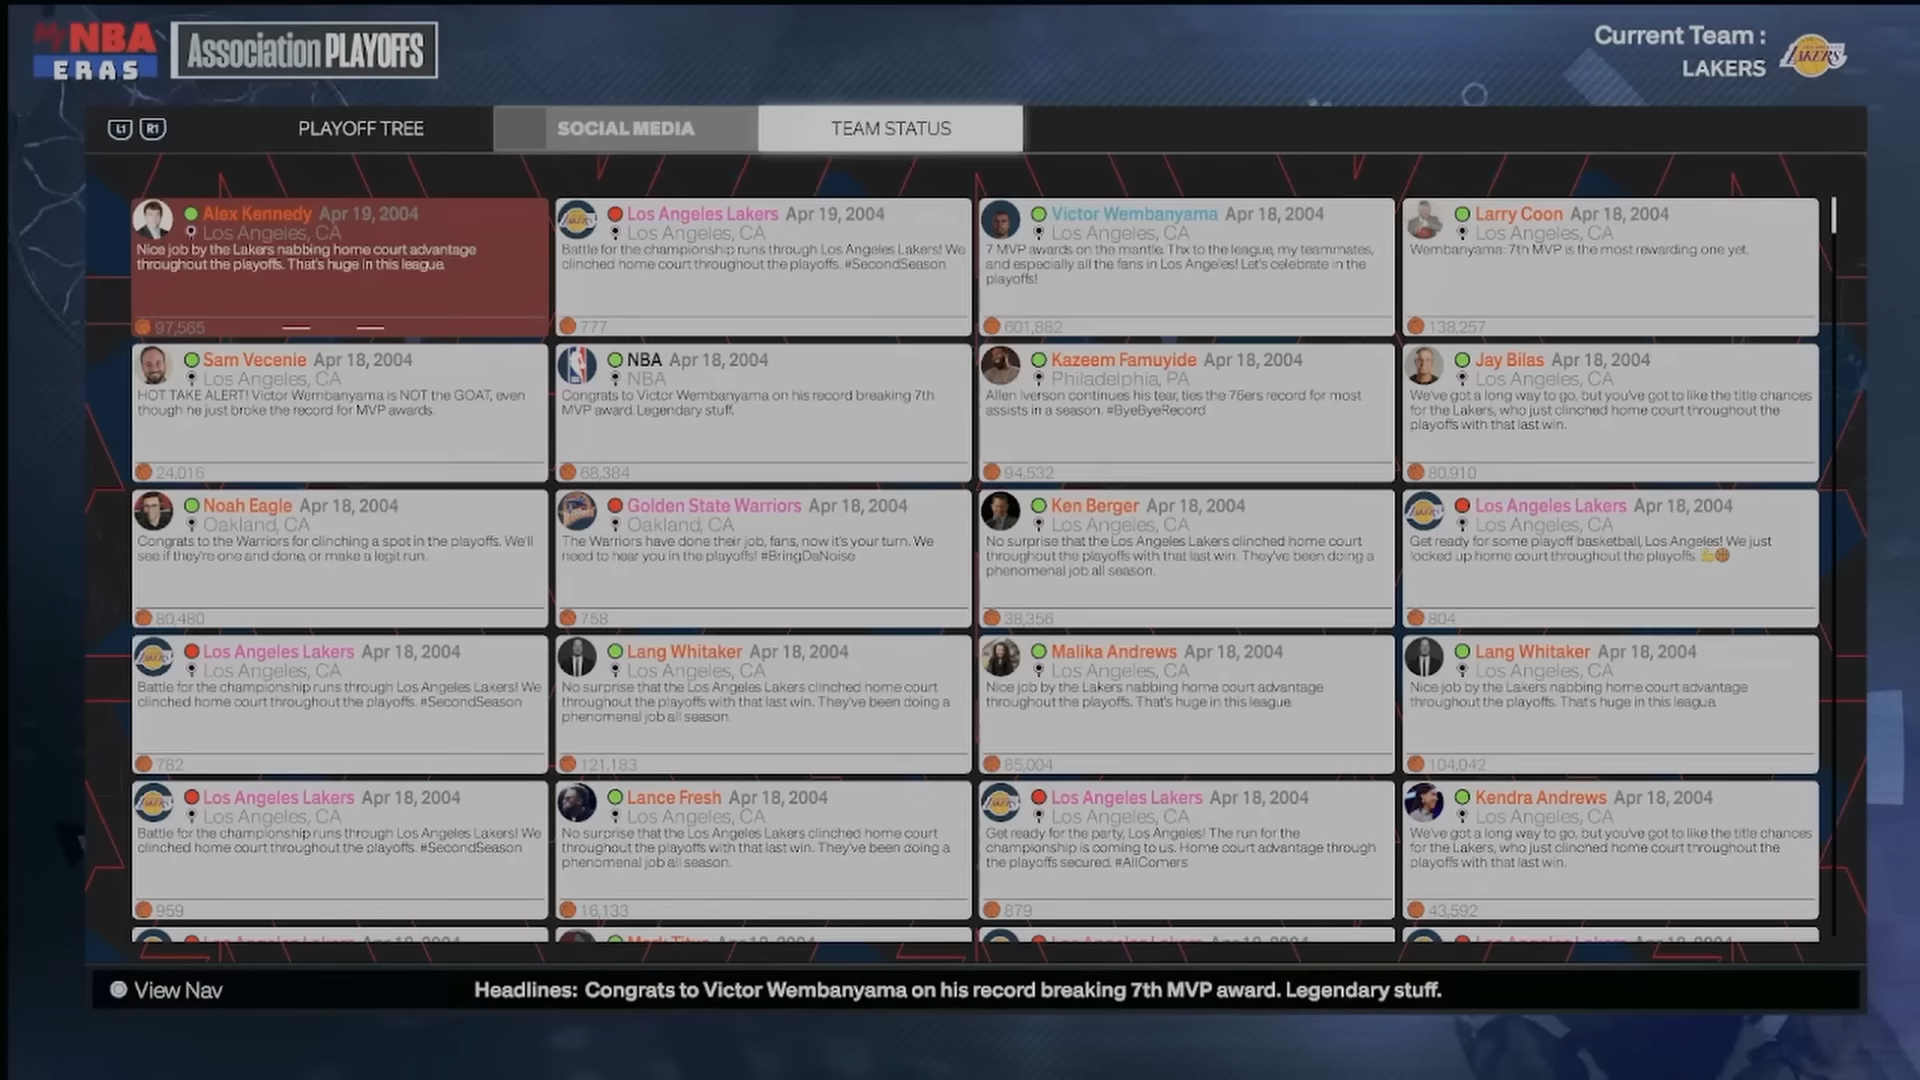 My NBA
ERAS
Association PLAYOFFS
Current Team :
LAKERS
LAKERS
L1 R1
PLAYOFF TREE
SOCIAL MEDIA
TEAM STATUS
Alex Kennedy Apr 19, 2004
Los Angeles, CA
Nice job by the Lakers nabbing home court advantage
throughout the playoffs. That's huge in this league.
97,565
Los Angeles Lakers Apr 19, 2004
Los Angeles, CA
Battle for the championship runs through Los Angeles Lakers! We
clinched home court throughout the playoffs. #SecondSeason
777
Victor Wembanyama Apr 18, 2004
Los Angeles, CA
7 MVP awards on the mantle. Thx to the league, my teammates,
and especially all the fans in Los Angeles! Let's celebrate in the
playoffs!
601,882
Larry Coon Apr 18, 2004
Los Angeles, CA
Wembanyama: 7th MVP is the most rewarding one yet.
138,257
Sam Vecenie Apr 18, 2004
Los Angeles, CA
HOT TAKE ALERT! Victor Wembanyama is NOT the GOAT, even
though he just broke the record for MVP awards.
24,016
NBA Apr 18, 2004
NBA
Congrats to Victor Wembanyama on his record breaking 7th
MVP award. Legendary stuff.
68,384
Kazeem Famuyide Apr 18, 2004
Philadelphia, PA
Allen Iverson continues his tear, ties the 76ers record for most
assists in a season. #ByeByeRecord
94,532
Jay Bilas Apr 18, 2004
Los Angeles, CA
We've got a long way to go, but you've got to like the title chances
for the Lakers, who just clinched home court throughout the
playoffs with that last win.
80,910
Noah Eagle Apr 18, 2004
Oakland, CA
Congrats to the Warriors for clinching a spot in the playoffs. We'll
see if they're one and done, or make a legit run.
80,480
Golden State Warriors Apr 18, 2004
Oakland, CA
The Warriors have done their job, fans, now it's your turn. We
need to hear you in the playoffs! #BringDaNoise
758
Ken Berger Apr 18, 2004
Los Angeles, CA
No surprise that the Los Angeles Lakers clinched home court
throughout the playoffs with that last win. They've been doing a
phenomenal job all season.
38,356
Los Angeles Lakers Apr 18, 2004
Los Angeles, CA
Get ready for some playoff basketball, Los Angeles! We just
locked up home court throughout the playoffs. 💪🏀
804
Los Angeles Lakers Apr 18, 2004
Los Angeles, CA
Battle for the championship runs through Los Angeles Lakers! We
clinched home court throughout the playoffs. #SecondSeason
782
Lang Whitaker Apr 18, 2004
Los Angeles, CA
No surprise that the Los Angeles Lakers clinched home court
throughout the playoffs with that last win. They've been doing a
phenomenal job all season.
121,183
Malika Andrews Apr 18, 2004
Los Angeles, CA
Nice job by the Lakers nabbing home court advantage
throughout the playoffs. That's huge in this league.
85,004
Lang Whitaker Apr 18, 2004
Los Angeles, CA
Nice job by the Lakers nabbing home court advantage
throughout the playoffs. That's huge in this league.
104,042
Los Angeles Lakers Apr 18, 2004
Los Angeles, CA
Battle for the championship runs through Los Angeles Lakers! We
clinched home court throughout the playoffs. #SecondSeason
959
Lance Fresh Apr 18, 2004
Los Angeles, CA
No surprise that the Los Angeles Lakers clinched home court
throughout the playoffs with that last win. They've been doing a
phenomenal job all season.
16,133
Los Angeles Lakers Apr 18, 2004
Los Angeles, CA
Get ready for the party, Los Angeles! The run for the
championship is coming to us. Home court advantage through
the playoffs secured. #AllComers
879
Kendra Andrews Apr 18, 2004
Los Angeles, CA
We've got a long way to go, but you've got to like the title chances
for the Lakers, who just clinched home court throughout the
playoffs with that last win.
43,592
View Nav
Headlines: Congrats to Victor Wembanyama on his record breaking 7th MVP award. Legendary stuff.